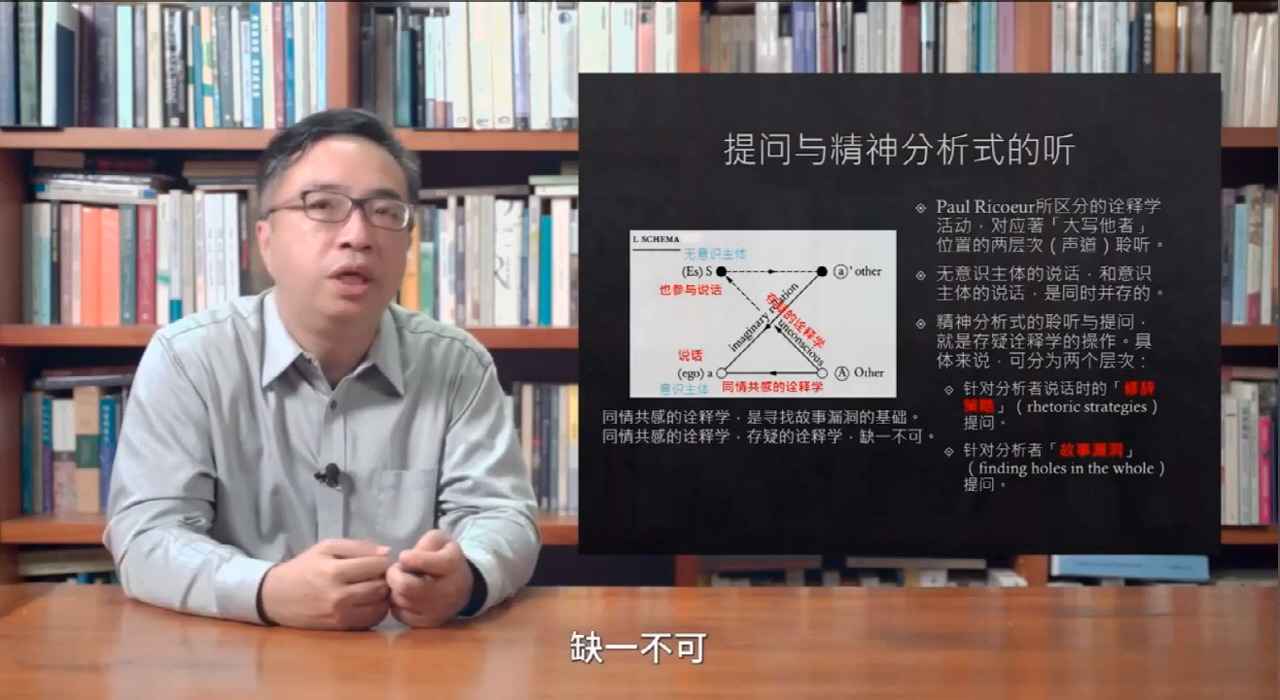 提问与精神分析式的听
L SCHEMA
无意识主体
(Es) S
a' other
也参与说话
imaginary relation
存疑的诠释学
unconscious
说话
(ego) a
A Other
意识主体
同情共感的诠释学
同情共感的诠释学，是寻找故事漏洞的基础。
同情共感的诠释学，存疑的诠释学，缺一不可。
Paul Ricoeur所区分的诠释学
活动，对应著「大写他者」
位置的两层次（声道）聆听。
无意识主体的说话，和意识
主体的说话，是同时并存的。
精神分析式的聆听与提问，
就是存疑诠释学的操作。具
体来说，可分为两个层次：
针对分析者说话时的「修辞
策略」（rhetoric strategies）
提问。
针对分析者「故事漏洞」
（finding holes in the whole）
提问。
缺一不可